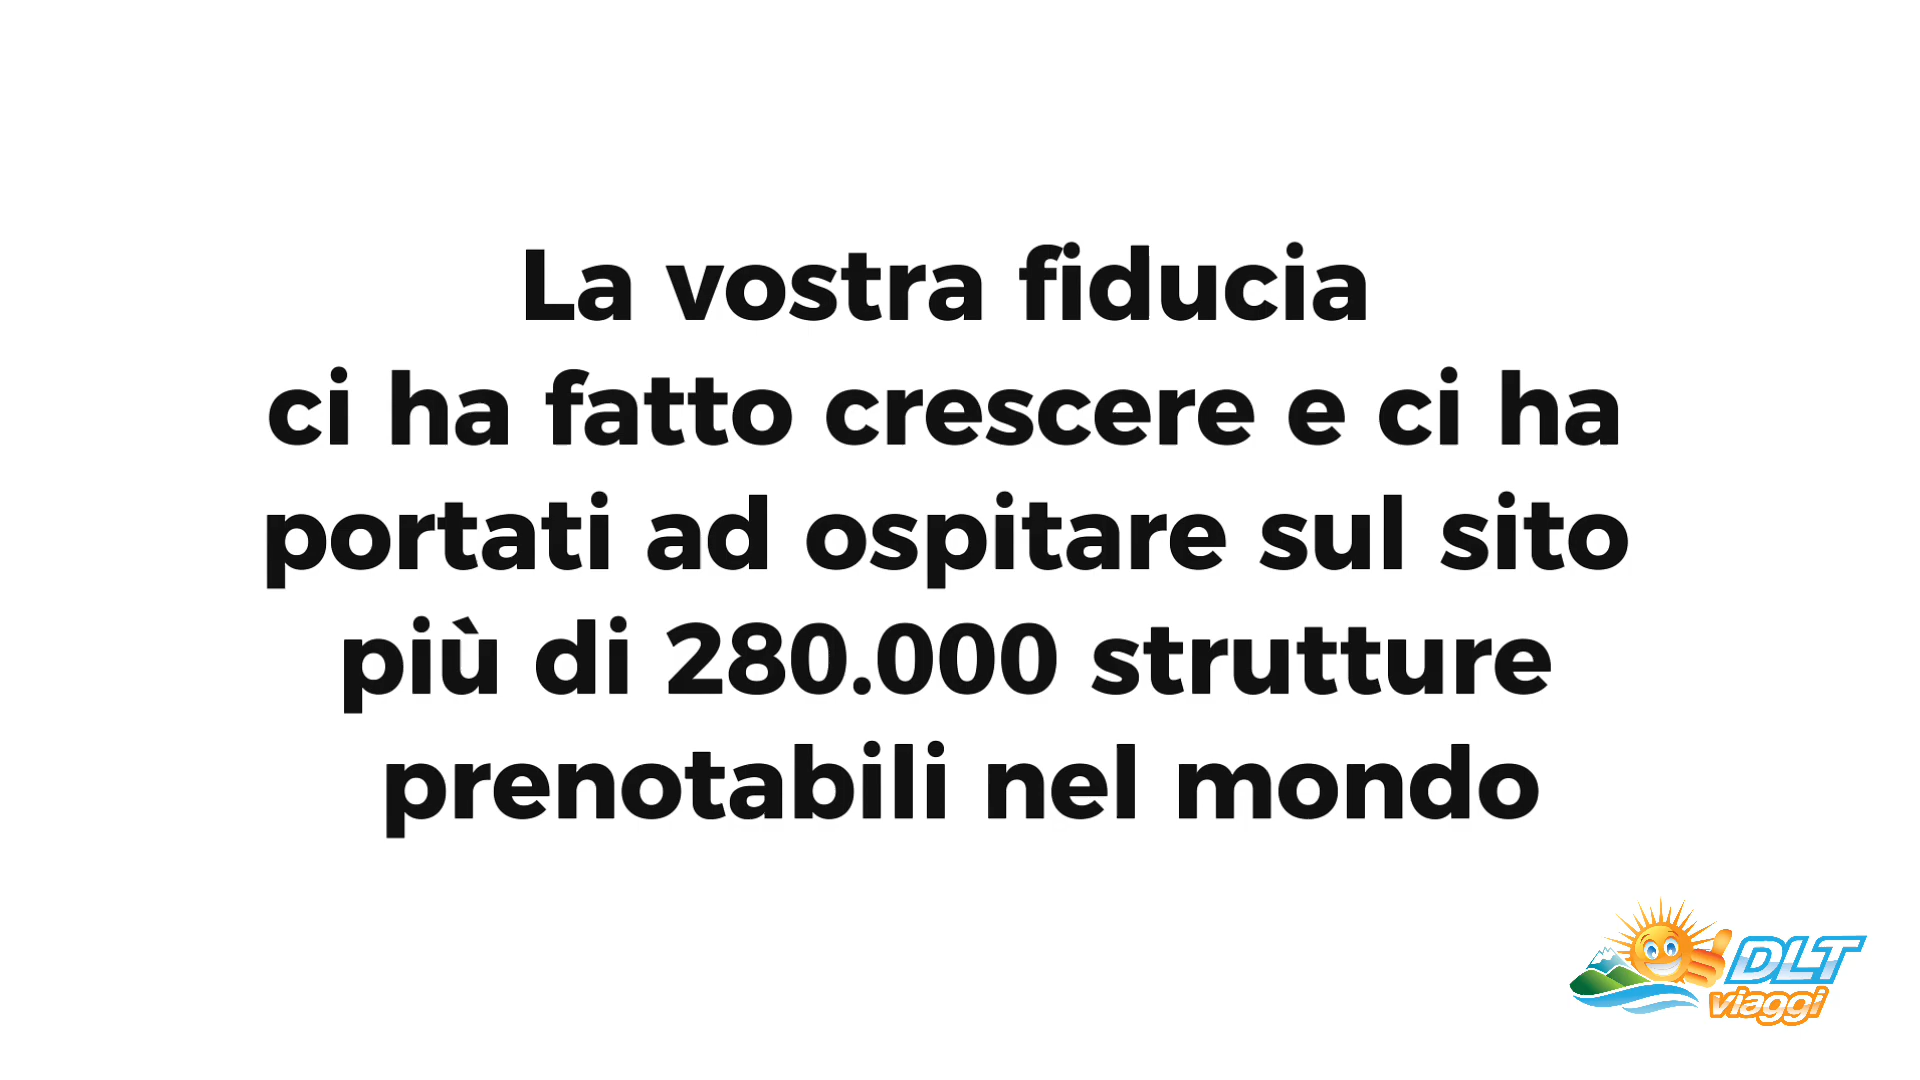 La vostra fiducia
ci ha fatto crescere e ci ha
portati ad ospitare sul sito
più di 280.000 strutture
prenotabili nel mondo
DLT
viaggi